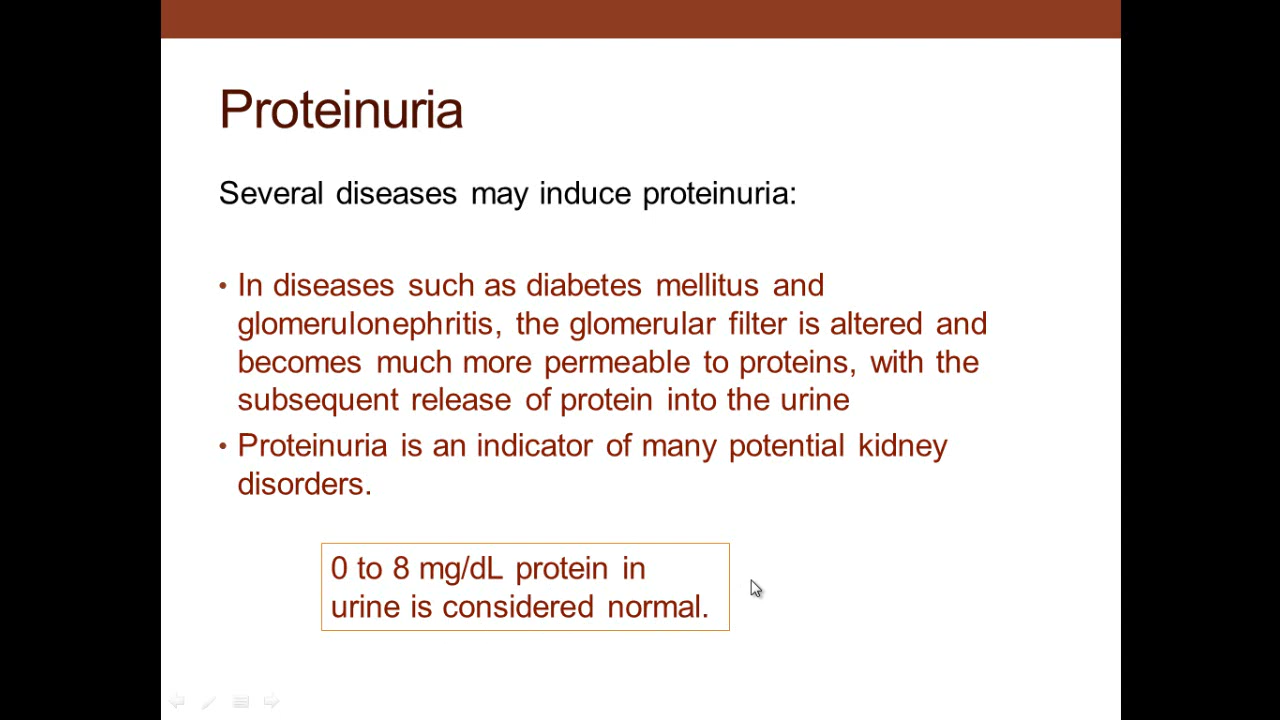 Proteinuria
Several diseases may induce proteinuria:
• In diseases such as diabetes mellitus and
glomerulonephritis, the glomerular filter is altered and
becomes much more permeable to proteins, with the
subsequent release of protein into the urine
• Proteinuria is an indicator of many potential kidney
disorders.
0 to 8 mg/dL protein in
urine is considered normal.